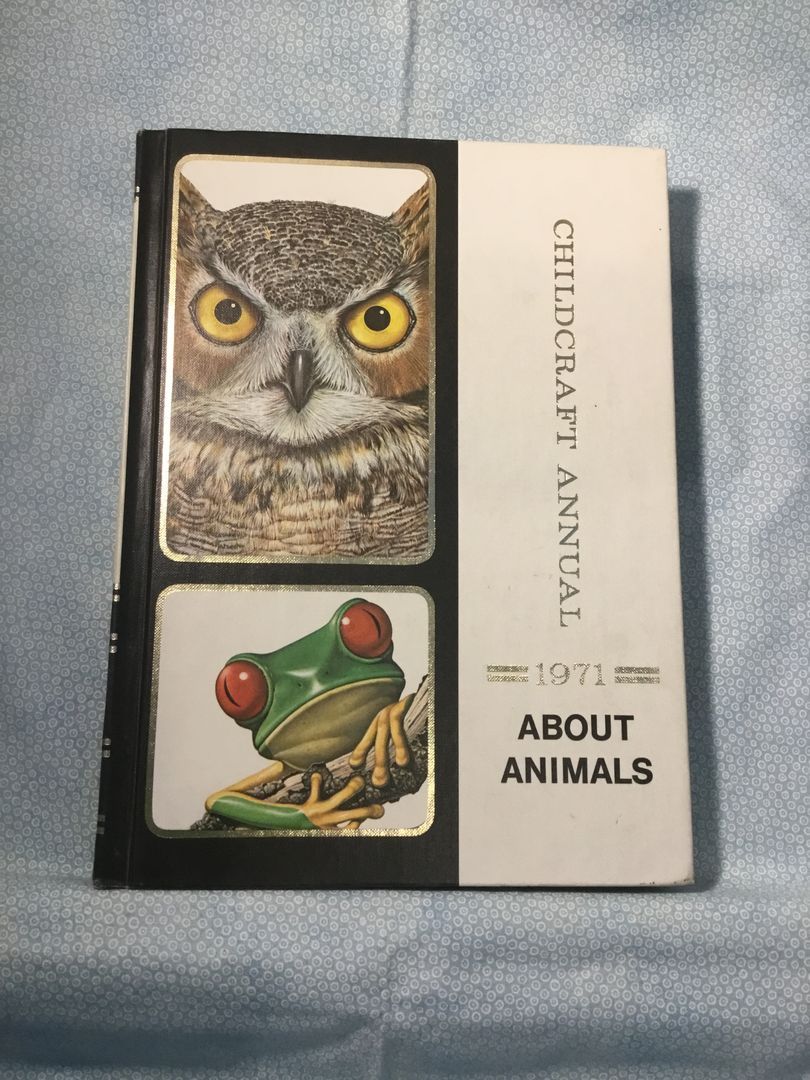 CHILDCRAFT ANNUAL
1971
ABOUT
ANIMALS